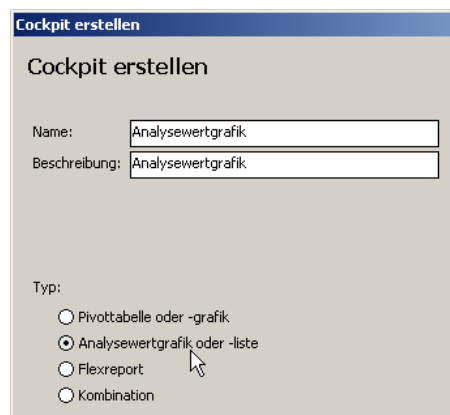 Cockpit erstellen
Cockpit erstellen
Name: Analysewertgrafik
Beschreibung: Analysewertgrafik
Typ:
Pivottabelle oder -grafik
Analysewertgrafik oder -liste
Flexreport
Kombination